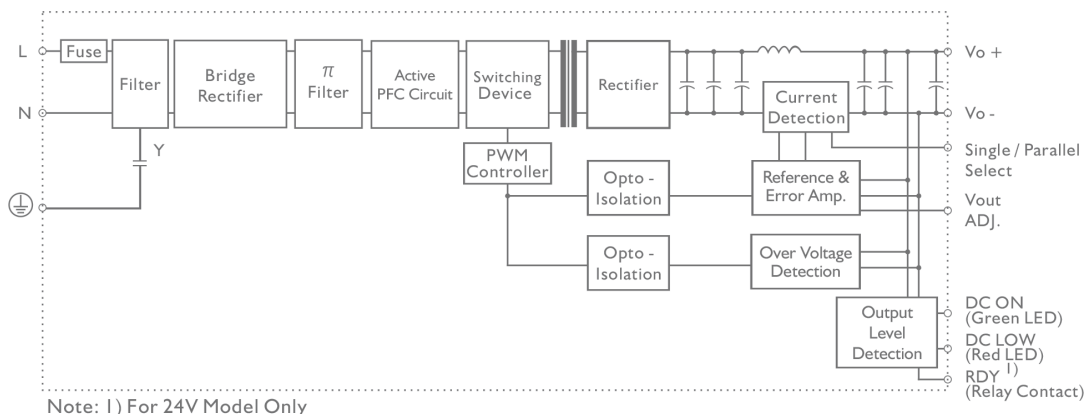 L
Fuse
Filter
Bridge
Rectifier
π
Filter
Active
PFC Circuit
Switching
Device
Rectifier
Current
Detection
Vo +
N
Vo -
Y
PWM
Controller
Single / Parallel
Select
Opto -
Isolation
Reference &
Error Amp.
Vout
ADJ.
Opto -
Isolation
Over Voltage
Detection
Output
Level
Detection
DC ON
(Green LED)
DC LOW
(Red LED)
RDY 1)
(Relay Contact)
Note: 1) For 24V Model Only